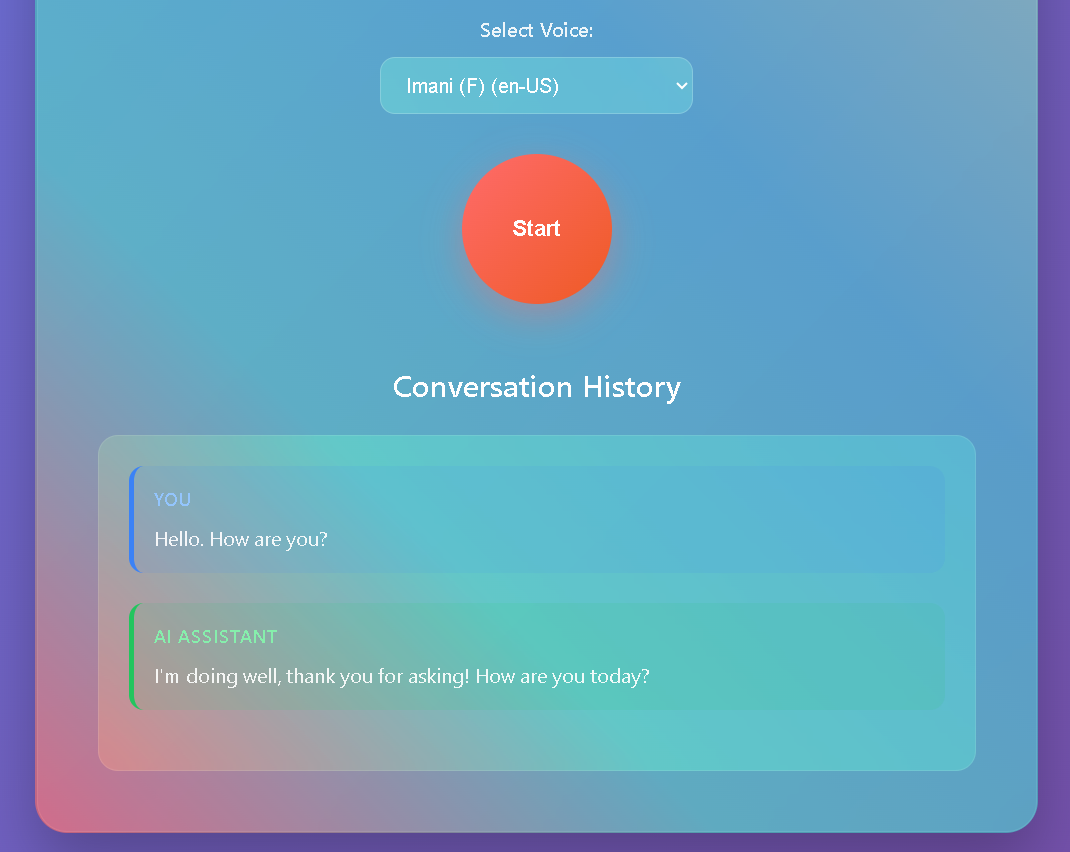 Select Voice:
Imani (F) (en-US)
Start
Conversation History
YOU
Hello. How are you?
AI ASSISTANT
I'm doing well, thank you for asking! How are you today?